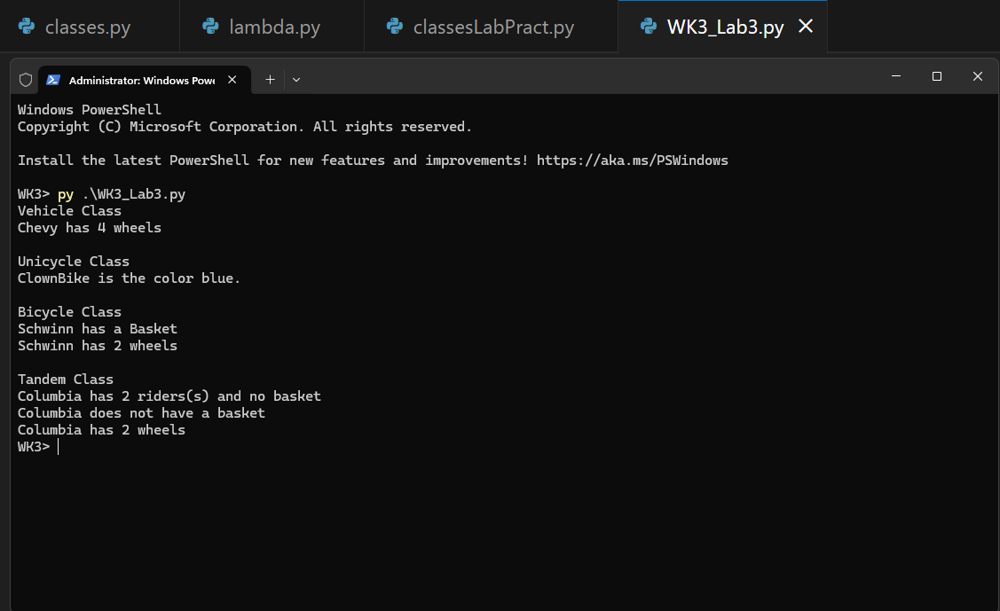 classes.py lambda.py classesLabPract.py WK3_Lab3.py
Administrator: Windows Powe
Windows PowerShell
Copyright (C) Microsoft Corporation. All rights reserved.
Install the latest PowerShell for new features and improvements! https://aka.ms/PSWindows
WK3> py .\WK3_Lab3.py
Vehicle Class
Chevy has 4 wheels
Unicycle Class
ClownBike is the color blue.
Bicycle Class
Schwinn has a Basket
Schwinn has 2 wheels
Tandem Class
Columbia has 2 riders(s) and no basket
Columbia does not have a basket
Columbia has 2 wheels
WK3>